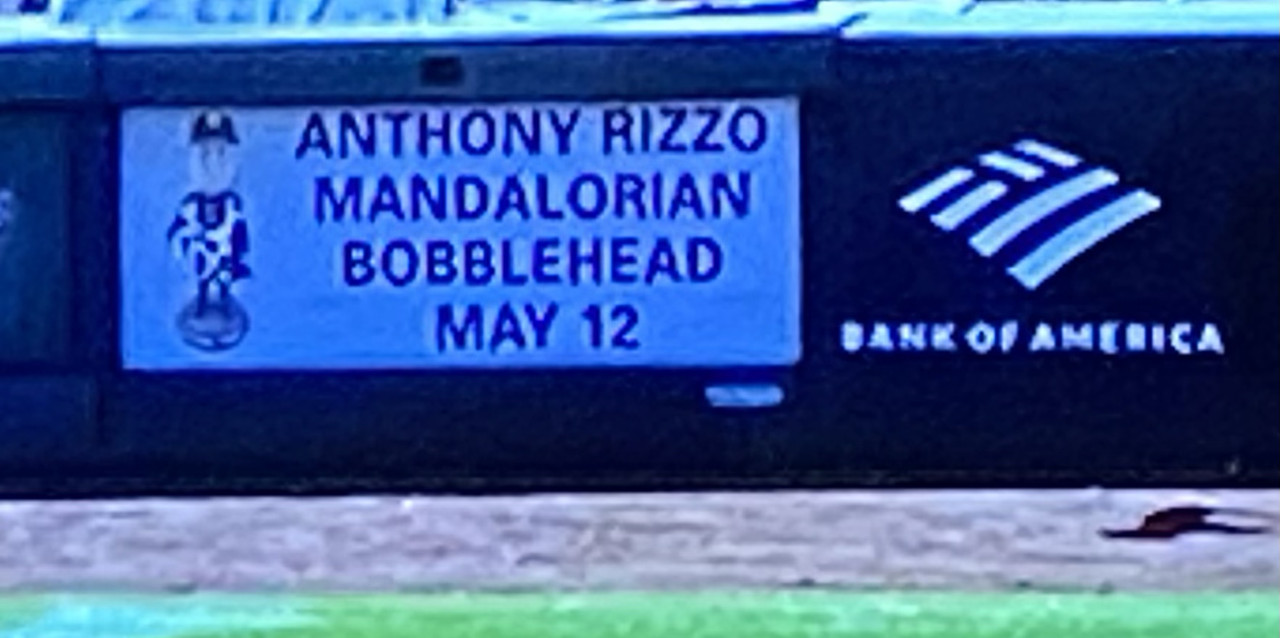 ANTHONY RIZZO
MANDALORIAN
BOBBLEHEAD
MAY 12
BANK OF AMERICA